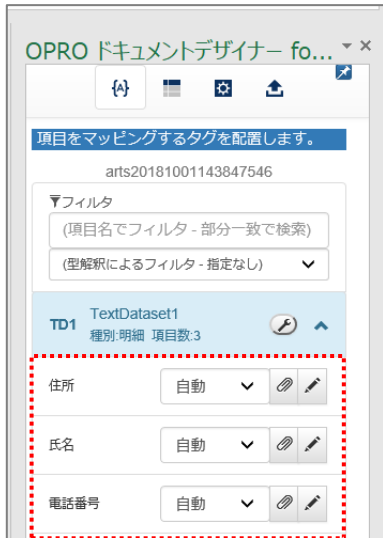 OPRO ドキュメントデザイナー fo...
{A}
項目をマッピングするタグを配置します。
arts20181001143847546
フィルタ
(項目名でフィルタ - 部分一致で検索)
(型解釈によるフィルタ - 指定なし)
TD1 TextDataset1
種別:明細 項目数:3
住所 自動
氏名 自動
電話番号 自動